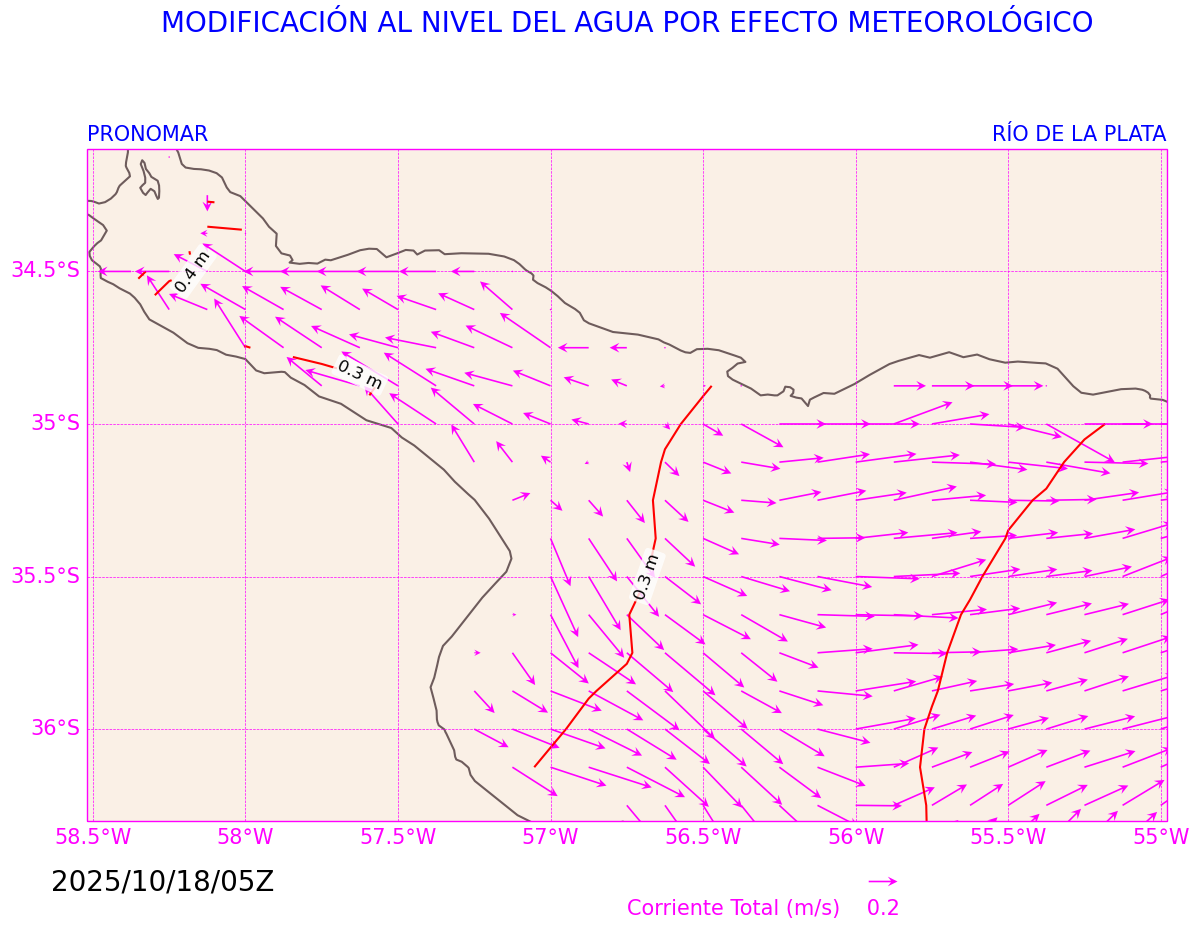 MODIFICACIÓN AL NIVEL DEL AGUA POR EFECTO METEOROLÓGICO
PRONOMAR RÍO DE LA PLATA
34.5°S
35°S
35.5°S
36°S
0.4 m
0.3 m
0.3 m
58.5°W 58°W 57.5°W 57°W 56.5°W 56°W 55.5°W 55°W
2025/10/18/05Z
Corriente Total (m/s) 0.2